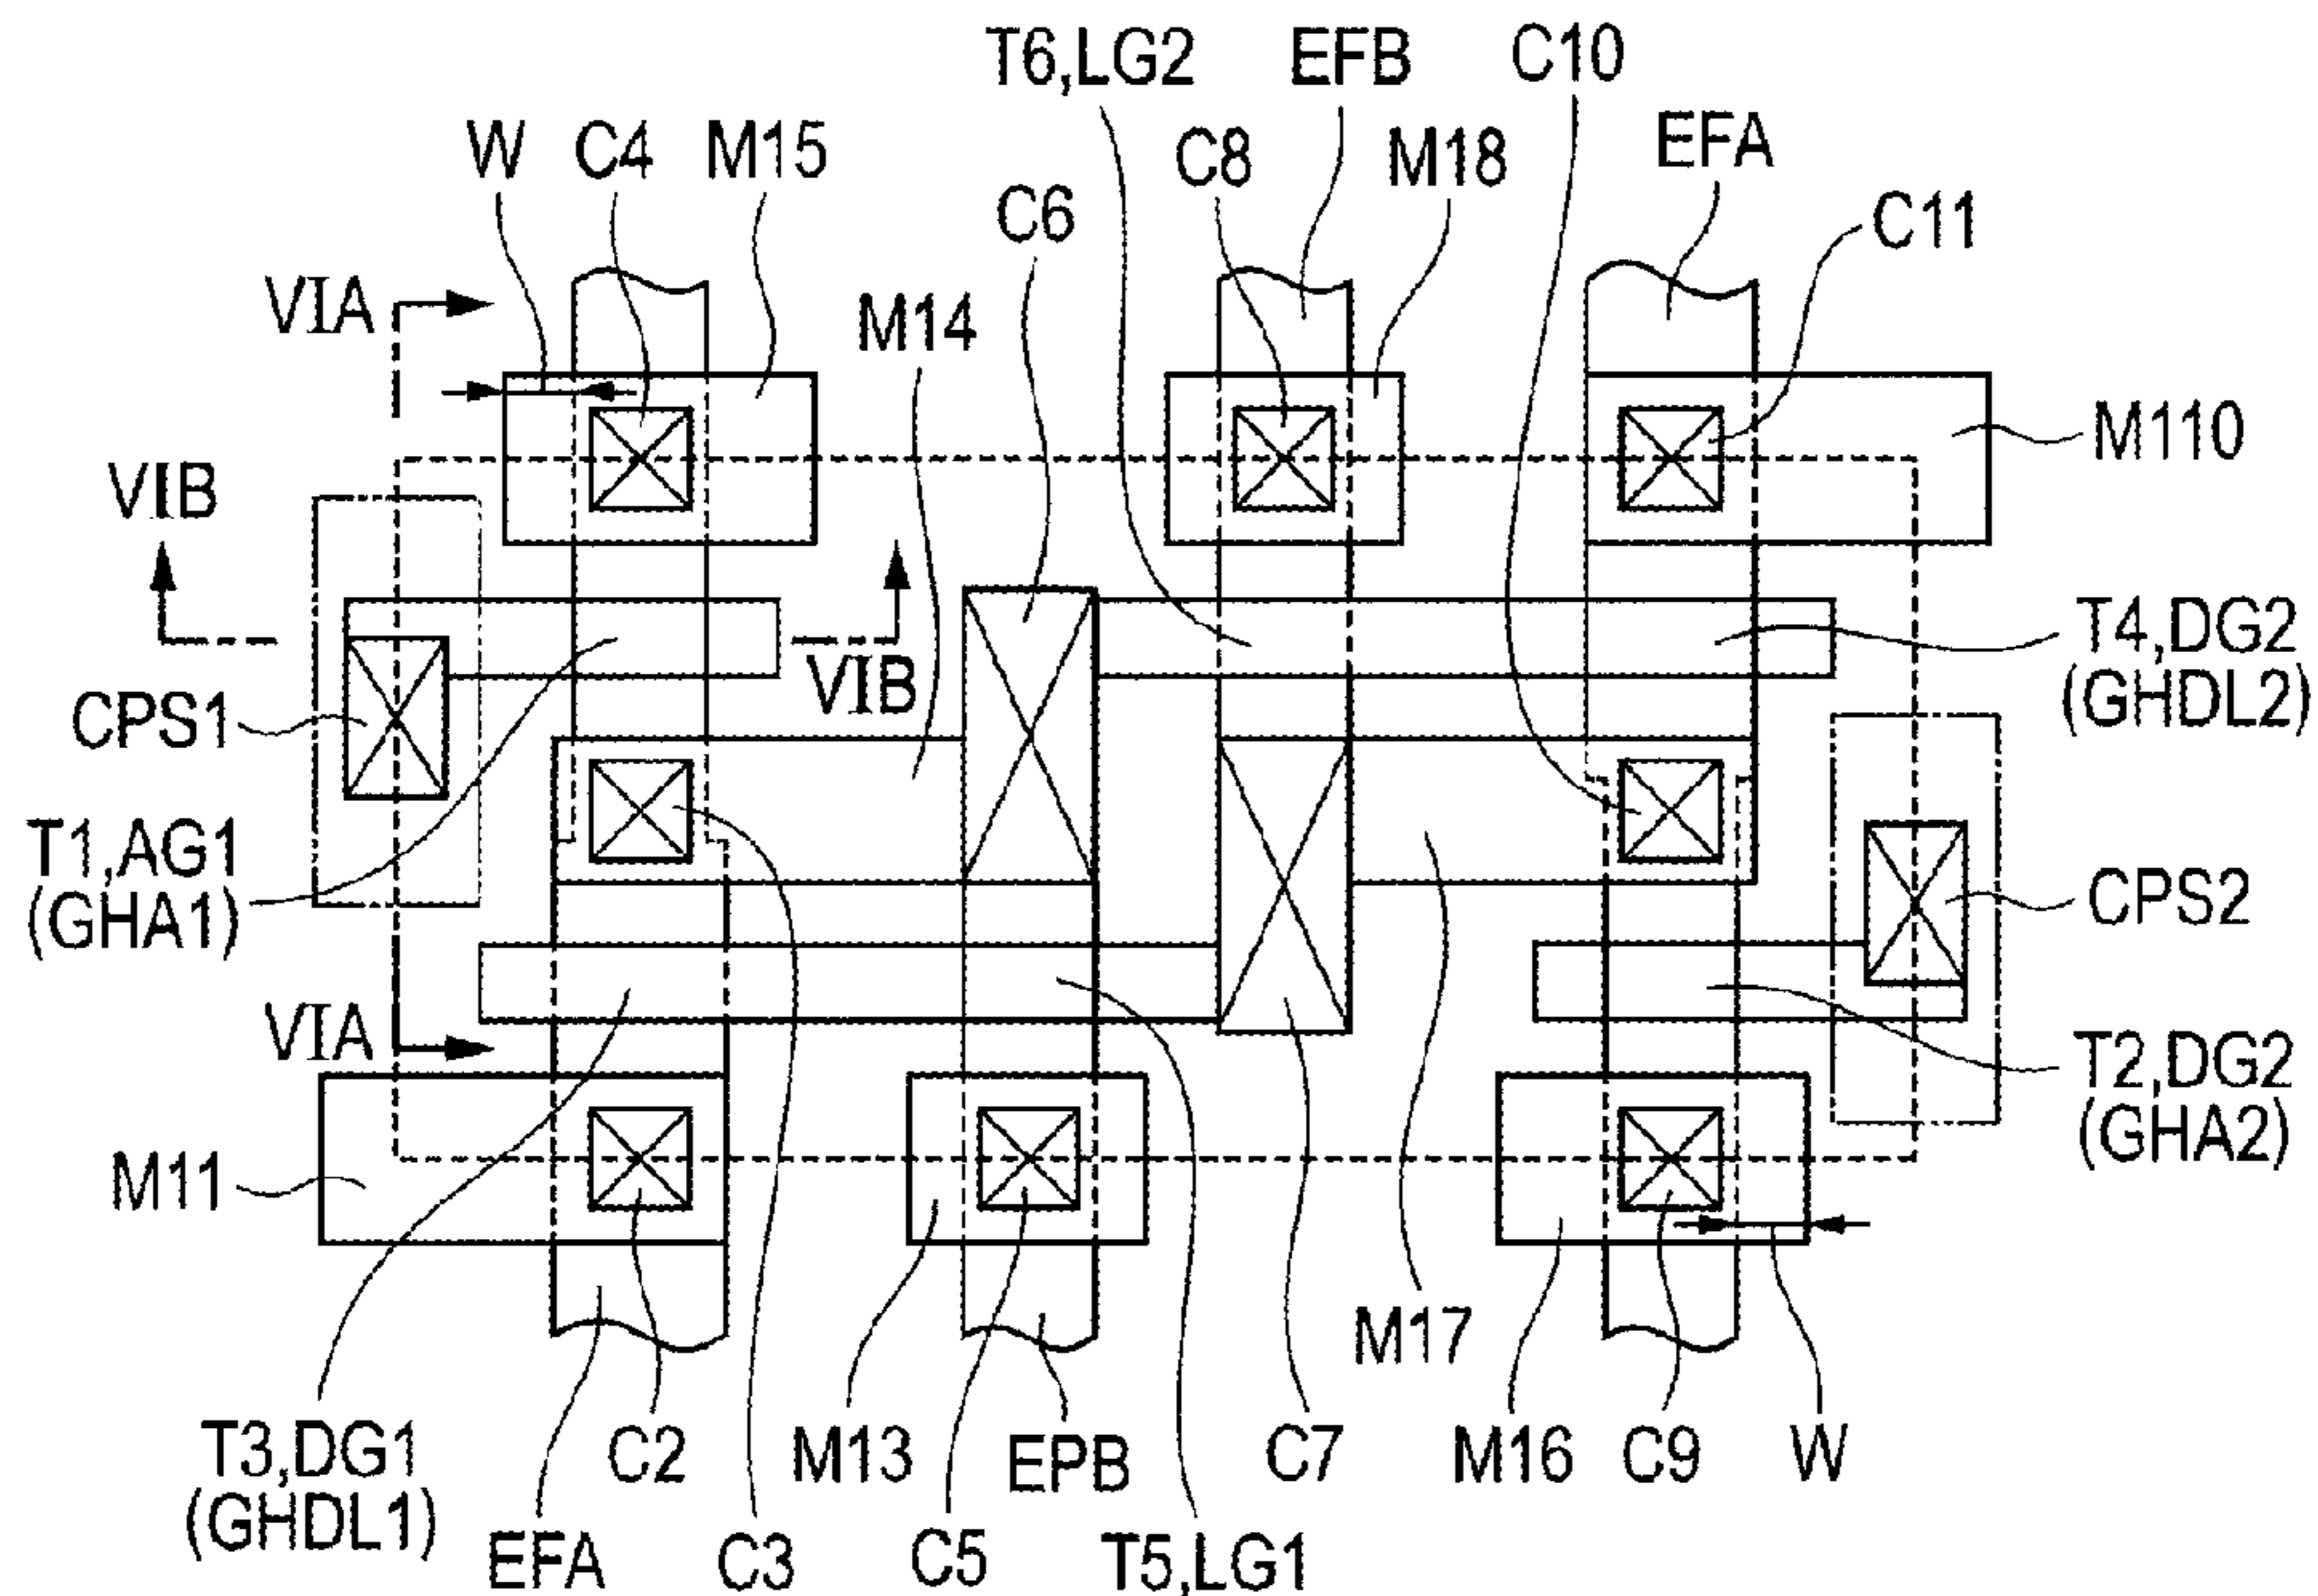 T6,LG2
EFB
C10
W
C4
M15
C8
M18
EFA
C6
C11
VIA
M14
M110
VIB
T4,DG2
(GHDL2)
VIB
CPS1
T1,AG1
(GHA1)
CPS2
VIA
T2,DG2
(GHA2)
M11
M17
T3,DG1
(GHDL1)
C2
M13
EPB
C7
M16
C9
W
EFA
C3
C5
T5,LG1